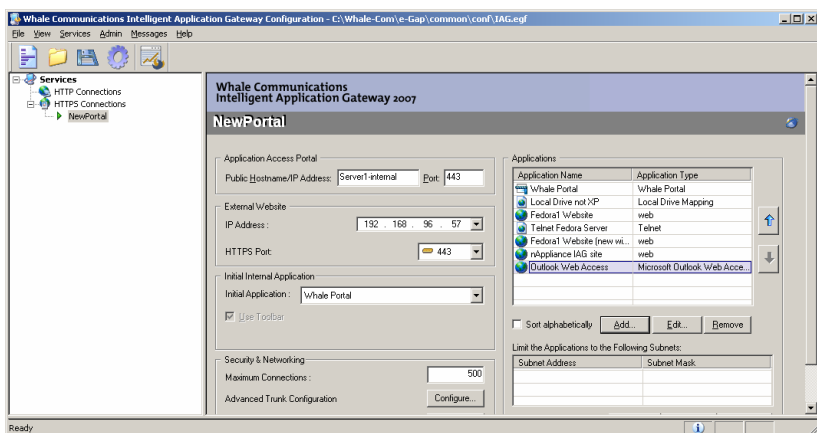 Whale Communications Intelligent Application Gateway Configuration - C:\Whale-Com\e-Gap\common\conf\IAG.egf
File View Services Admin Messages Help
Services
HTTP Connections
HTTPS Connections
NewPortal
Whale Communications
Intelligent Application Gateway 2007
NewPortal
Application Access Portal
Public Hostname/IP Address: Server1-internal Port: 443
External Website
IP Address : 192 . 168 . 96 . 57
HTTPS Port: 443
Initial Internal Application
Initial Application : Whale Portal
Use Toolbar
Security & Networking
Maximum Connections : 500
Advanced Trunk Configuration Configure...
Applications
Application Name Application Type
Whale Portal Whale Portal
Local Drive not XP Local Drive Mapping
Fedora1 Website web
Telnet Fedora Server Telnet
Fedora1 Website (new wi... web
nAppliance IAG site web
Outlook Web Access Microsoft Outlook Web Acce...
Sort alphabetically Add... Edit... Remove
Limit the Applications to the Following Subnets:
Subnet Address Subnet Mask
Ready